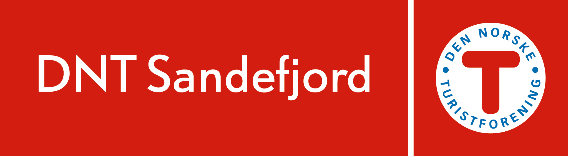 DNT Sandefjord
DEN NORSKE
T
TURISTFORENING